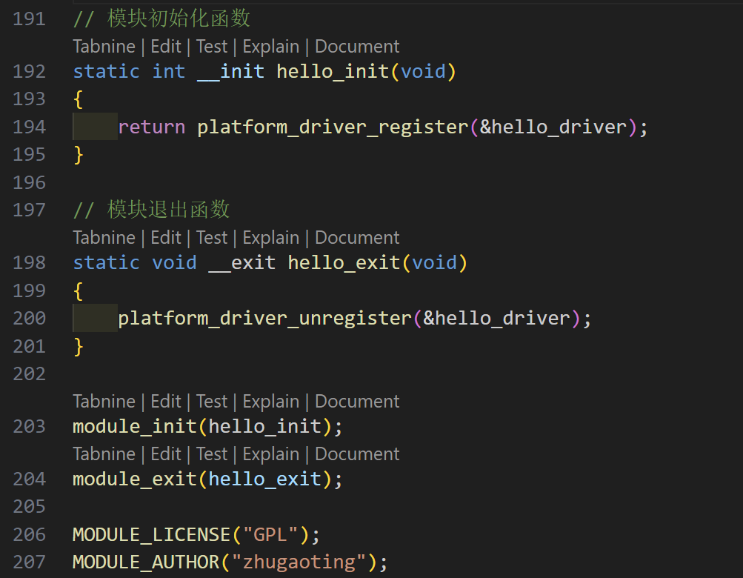 191 // 模块初始化函数
Tabnine | Edit | Test | Explain | Document
192 static int __init hello_init(void)
193 {
194 return platform_driver_register(&hello_driver);
195 }
196
197 // 模块退出函数
Tabnine | Edit | Test | Explain | Document
198 static void __exit hello_exit(void)
199 {
200 platform_driver_unregister(&hello_driver);
201 }
202
Tabnine | Edit | Test | Explain | Document
203 module_init(hello_init);
Tabnine | Edit | Test | Explain | Document
204 module_exit(hello_exit);
205
206 MODULE_LICENSE("GPL");
207 MODULE_AUTHOR("zhugaoting");